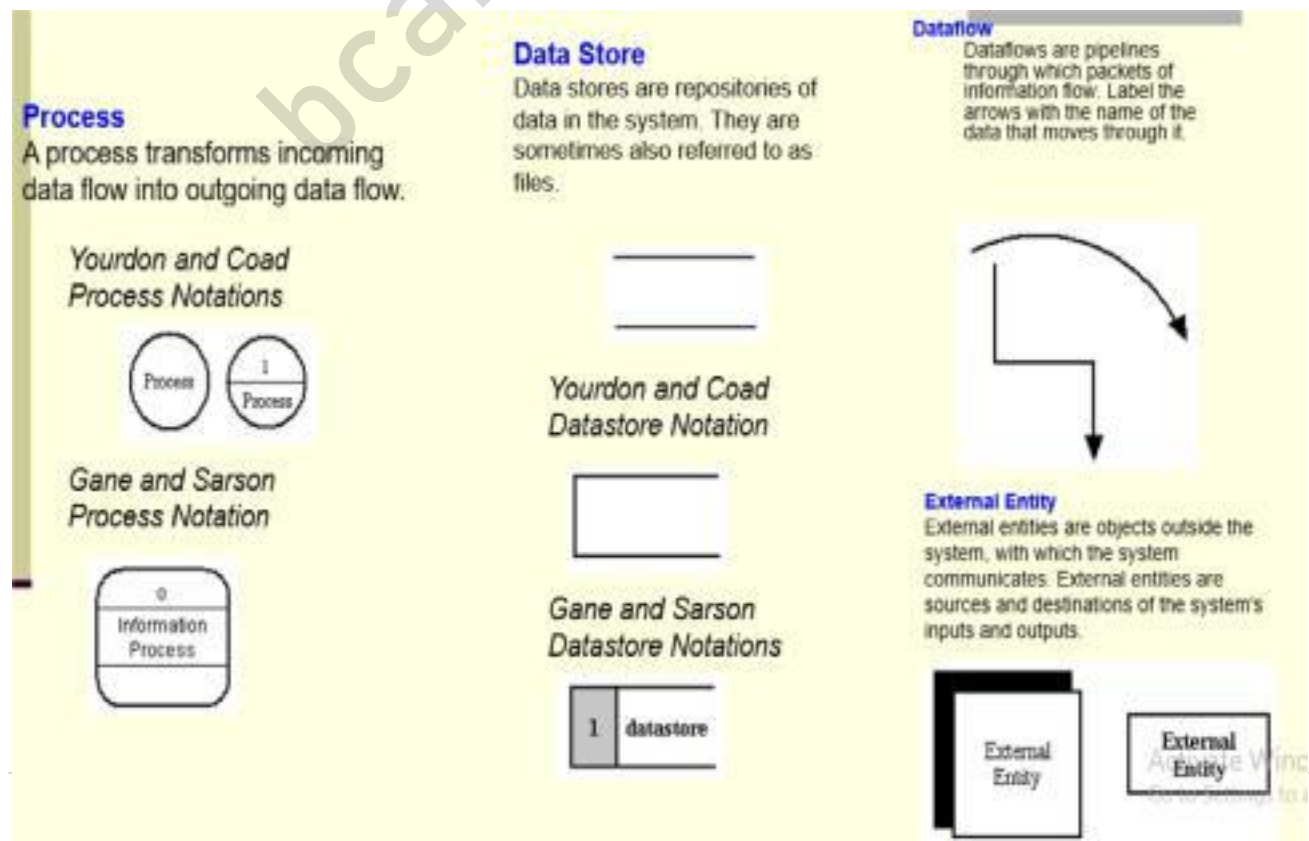 bca
Process
A process transforms incoming
data flow into outgoing data flow.
Yourdon and Coad
Process Notations
Process
1
Process
Gane and Sarson
Process Notation
0
Information
Process
Data Store
Data stores are repositories of
data in the system. They are
sometimes also referred to as
files.
Yourdon and Coad
Datastore Notation
Gane and Sarson
Datastore Notations
1 datastore
Dataflow
Dataflows are pipelines
through which packets of
information flow. Label the
arrows with the name of the
data that moves through it.
External Entity
External entities are objects outside the
system, with which the system
communicates. External entities are
sources and destinations of the system's
inputs and outputs.
External
Entity
External
Entity